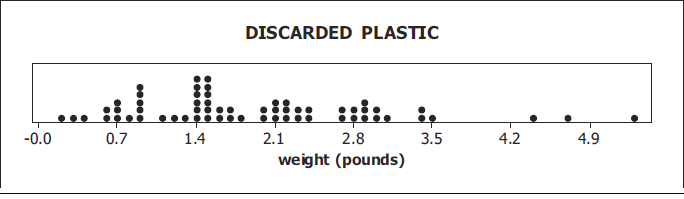 DISCARDED PLASTIC
-0.0 0.7 1.4 2.1 2.8 3.5 4.2 4.9
weight (pounds)